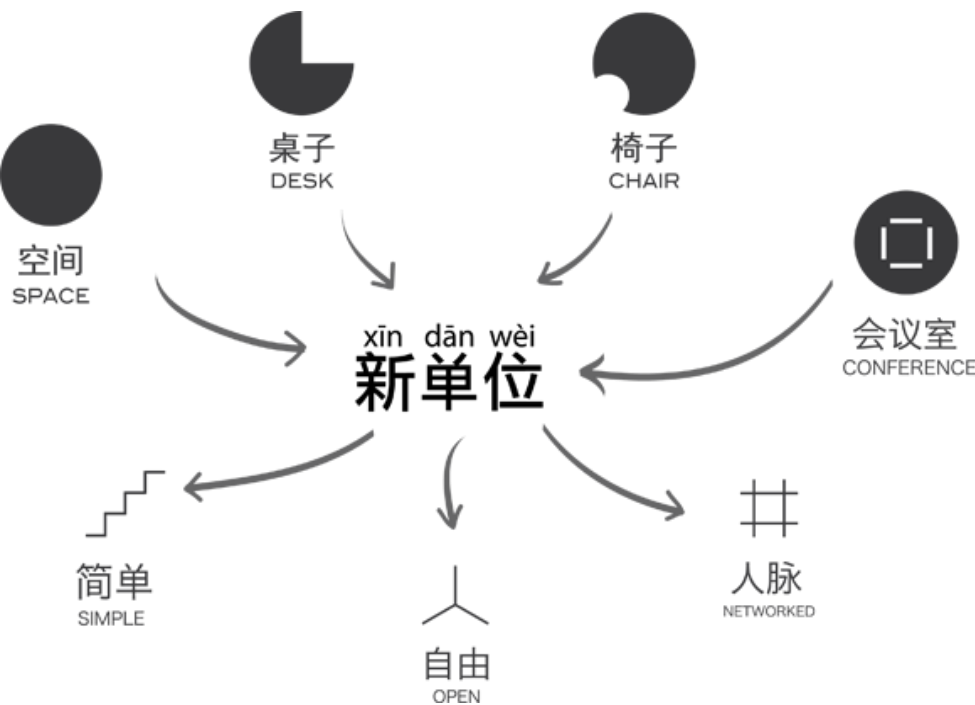 桌子
DESK
椅子
CHAIR
空间
SPACE
会议室
CONFERENCE
xīn dān wèi
新单位
简单
SIMPLE
人脉
NETWORKED
自由
OPEN